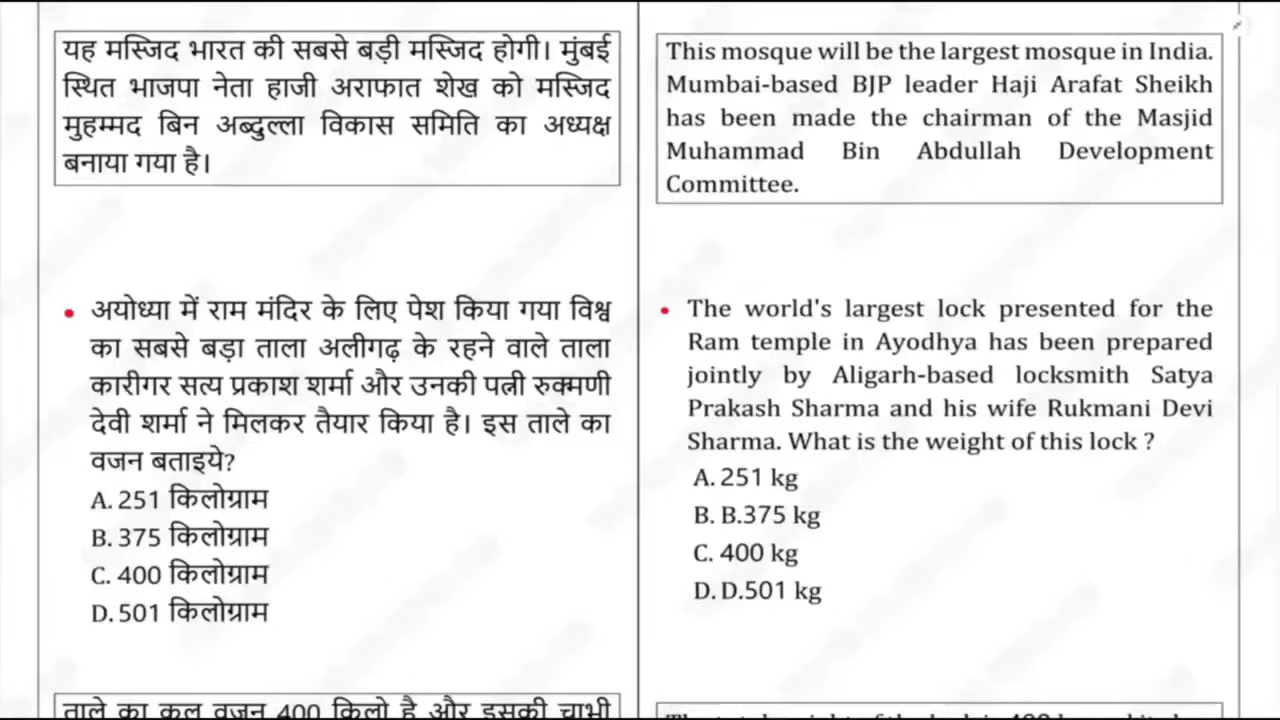 यह मस्जिद भारत की सबसे बड़ी मस्जिद होगी। मुंबई
स्थित भाजपा नेता हाजी अराफात शेख को मस्जिद
मुहम्मद बिन अब्दुल्ला विकास समिति का अध्यक्ष
बनाया गया है।
• अयोध्या में राम मंदिर के लिए पेश किया गया विश्व
का सबसे बड़ा ताला अलीगढ़ के रहने वाले ताला
कारीगर सत्य प्रकाश शर्मा और उनकी पत्नी रुक्मणी
देवी शर्मा ने मिलकर तैयार किया है। इस ताले का
वजन बताइये?
A. 251 किलोग्राम
B. 375 किलोग्राम
C. 400 किलोग्राम
D. 501 किलोग्राम
ताले का कुल वजन 400 किलो है और इसकी चाभी
This mosque will be the largest mosque in India.
Mumbai-based BJP leader Haji Arafat Sheikh
has been made the chairman of the Masjid
Muhammad Bin Abdullah Development
Committee.
• The world's largest lock presented for the
Ram temple in Ayodhya has been prepared
jointly by Aligarh-based locksmith Satya
Prakash Sharma and his wife Rukmani Devi
Sharma. What is the weight of this lock ?
A. 251 kg
B. B.375 kg
C. 400 kg
D. D.501 kg